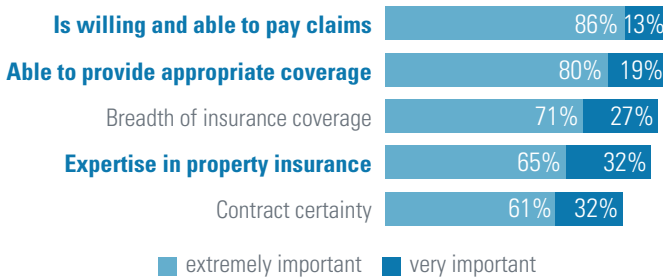 Is willing and able to pay claims 86% 13%
Able to provide appropriate coverage 80% 19%
Breadth of insurance coverage 71% 27%
Expertise in property insurance 65% 32%
Contract certainty 61% 32%
extremely important very important